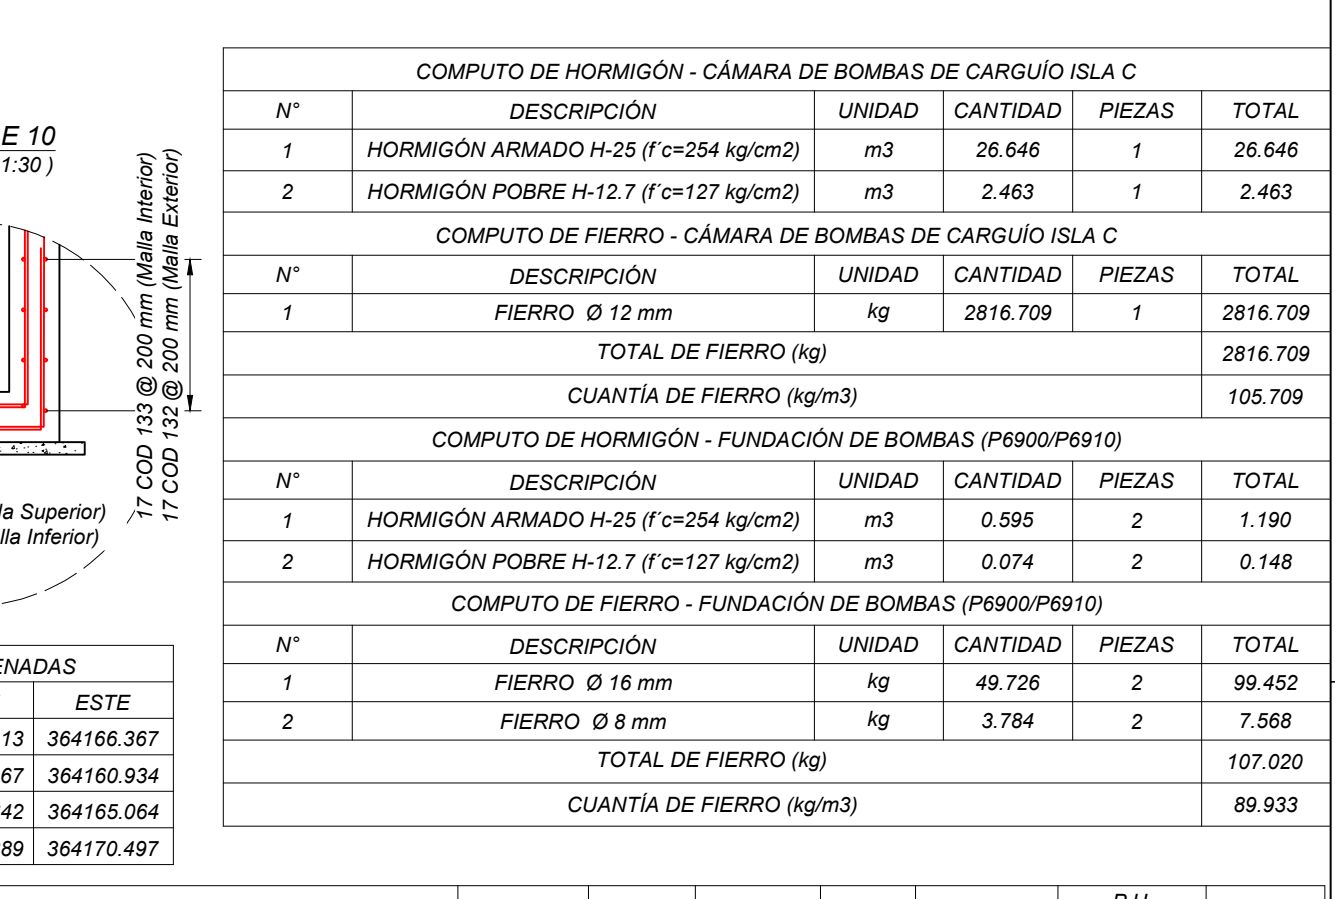 COMPUTO DE HORMIGÓN - CÁMARA DE BOMBAS DE CARGUÍO ISLA C
N° DESCRIPCIÓN UNIDAD CANTIDAD PIEZAS TOTAL
1 HORMIGÓN ARMADO H-25 (f´c=254 kg/cm2) m3 26.646 1 26.646
2 HORMIGÓN POBRE H-12.7 (f´c=127 kg/cm2) m3 2.463 1 2.463
COMPUTO DE FIERRO - CÁMARA DE BOMBAS DE CARGUÍO ISLA C
N° DESCRIPCIÓN UNIDAD CANTIDAD PIEZAS TOTAL
1 FIERRO Ø 12 mm kg 2816.709 1 2816.709
TOTAL DE FIERRO (kg) 2816.709
CUANTÍA DE FIERRO (kg/m3) 105.709
COMPUTO DE HORMIGÓN - FUNDACIÓN DE BOMBAS (P6900/P6910)
N° DESCRIPCIÓN UNIDAD CANTIDAD PIEZAS TOTAL
1 HORMIGÓN ARMADO H-25 (f´c=254 kg/cm2) m3 0.595 2 1.190
2 HORMIGÓN POBRE H-12.7 (f´c=127 kg/cm2) m3 0.074 2 0.148
COMPUTO DE FIERRO - FUNDACIÓN DE BOMBAS (P6900/P6910)
N° DESCRIPCIÓN UNIDAD CANTIDAD PIEZAS TOTAL
1 FIERRO Ø 16 mm kg 49.726 2 99.452
2 FIERRO Ø 8 mm kg 3.784 2 7.568
TOTAL DE FIERRO (kg) 107.020
CUANTÍA DE FIERRO (kg/m3) 89.933
E 10
1:30 )
17 COD 133 @ 200 mm (Malla Interior)
17 COD 132 @ 200 mm (Malla Exterior)
la Superior)
lla Inferior)
ENADAS
ESTE
13 364166.367
67 364160.934
42 364165.064
89 364170.497